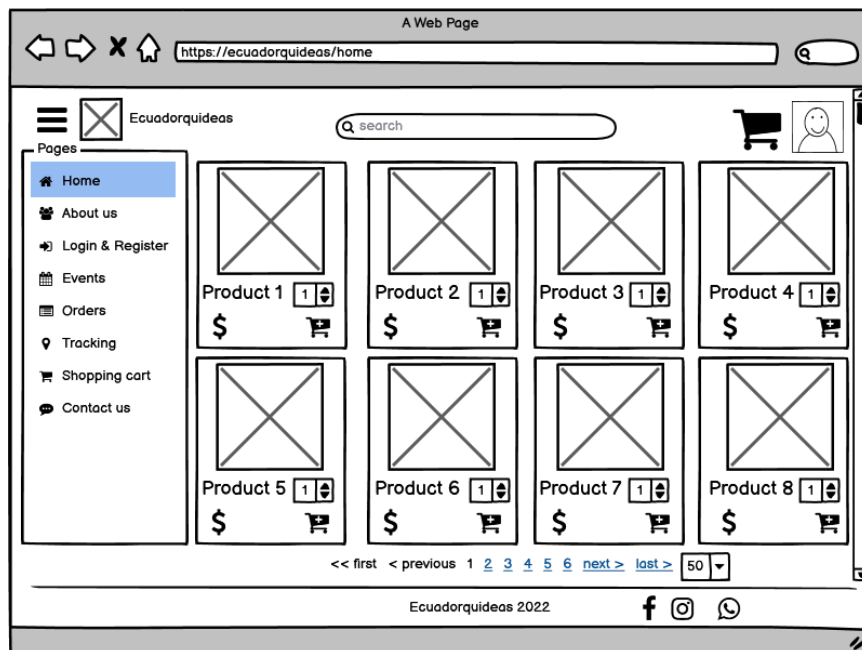 A Web Page
https://ecuadorquideas/home
Ecuadorquideas
search
Pages
Home
About us
Login & Register
Events
Orders
Tracking
Shopping cart
Contact us
Product 1 1
Product 2 1
Product 3 1
Product 4 1
$ $ $ $
Product 5 1
Product 6 1
Product 7 1
Product 8 1
$ $ $ $
<< first < previous 1 2 3 4 5 6 next > last > 50
Ecuadorquideas 2022